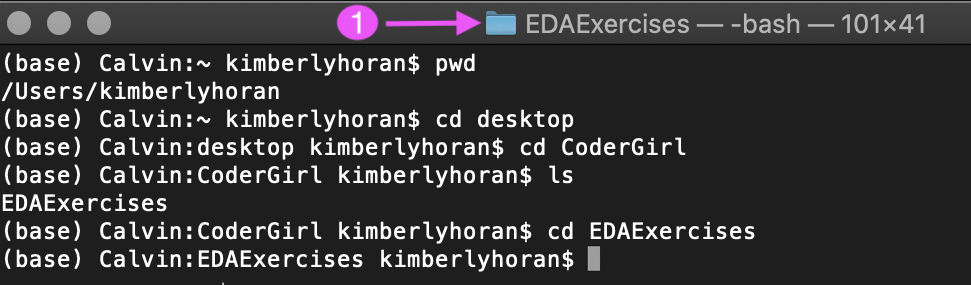 1 EDAExercises — -bash — 101×41
(base) Calvin:~ kimberlyhoran$ pwd
/Users/kimberlyhoran
(base) Calvin:~ kimberlyhoran$ cd desktop
(base) Calvin:desktop kimberlyhoran$ cd CoderGirl
(base) Calvin:CoderGirl kimberlyhoran$ ls
EDAExercises
(base) Calvin:CoderGirl kimberlyhoran$ cd EDAExercises
(base) Calvin:EDAExercises kimberlyhoran$